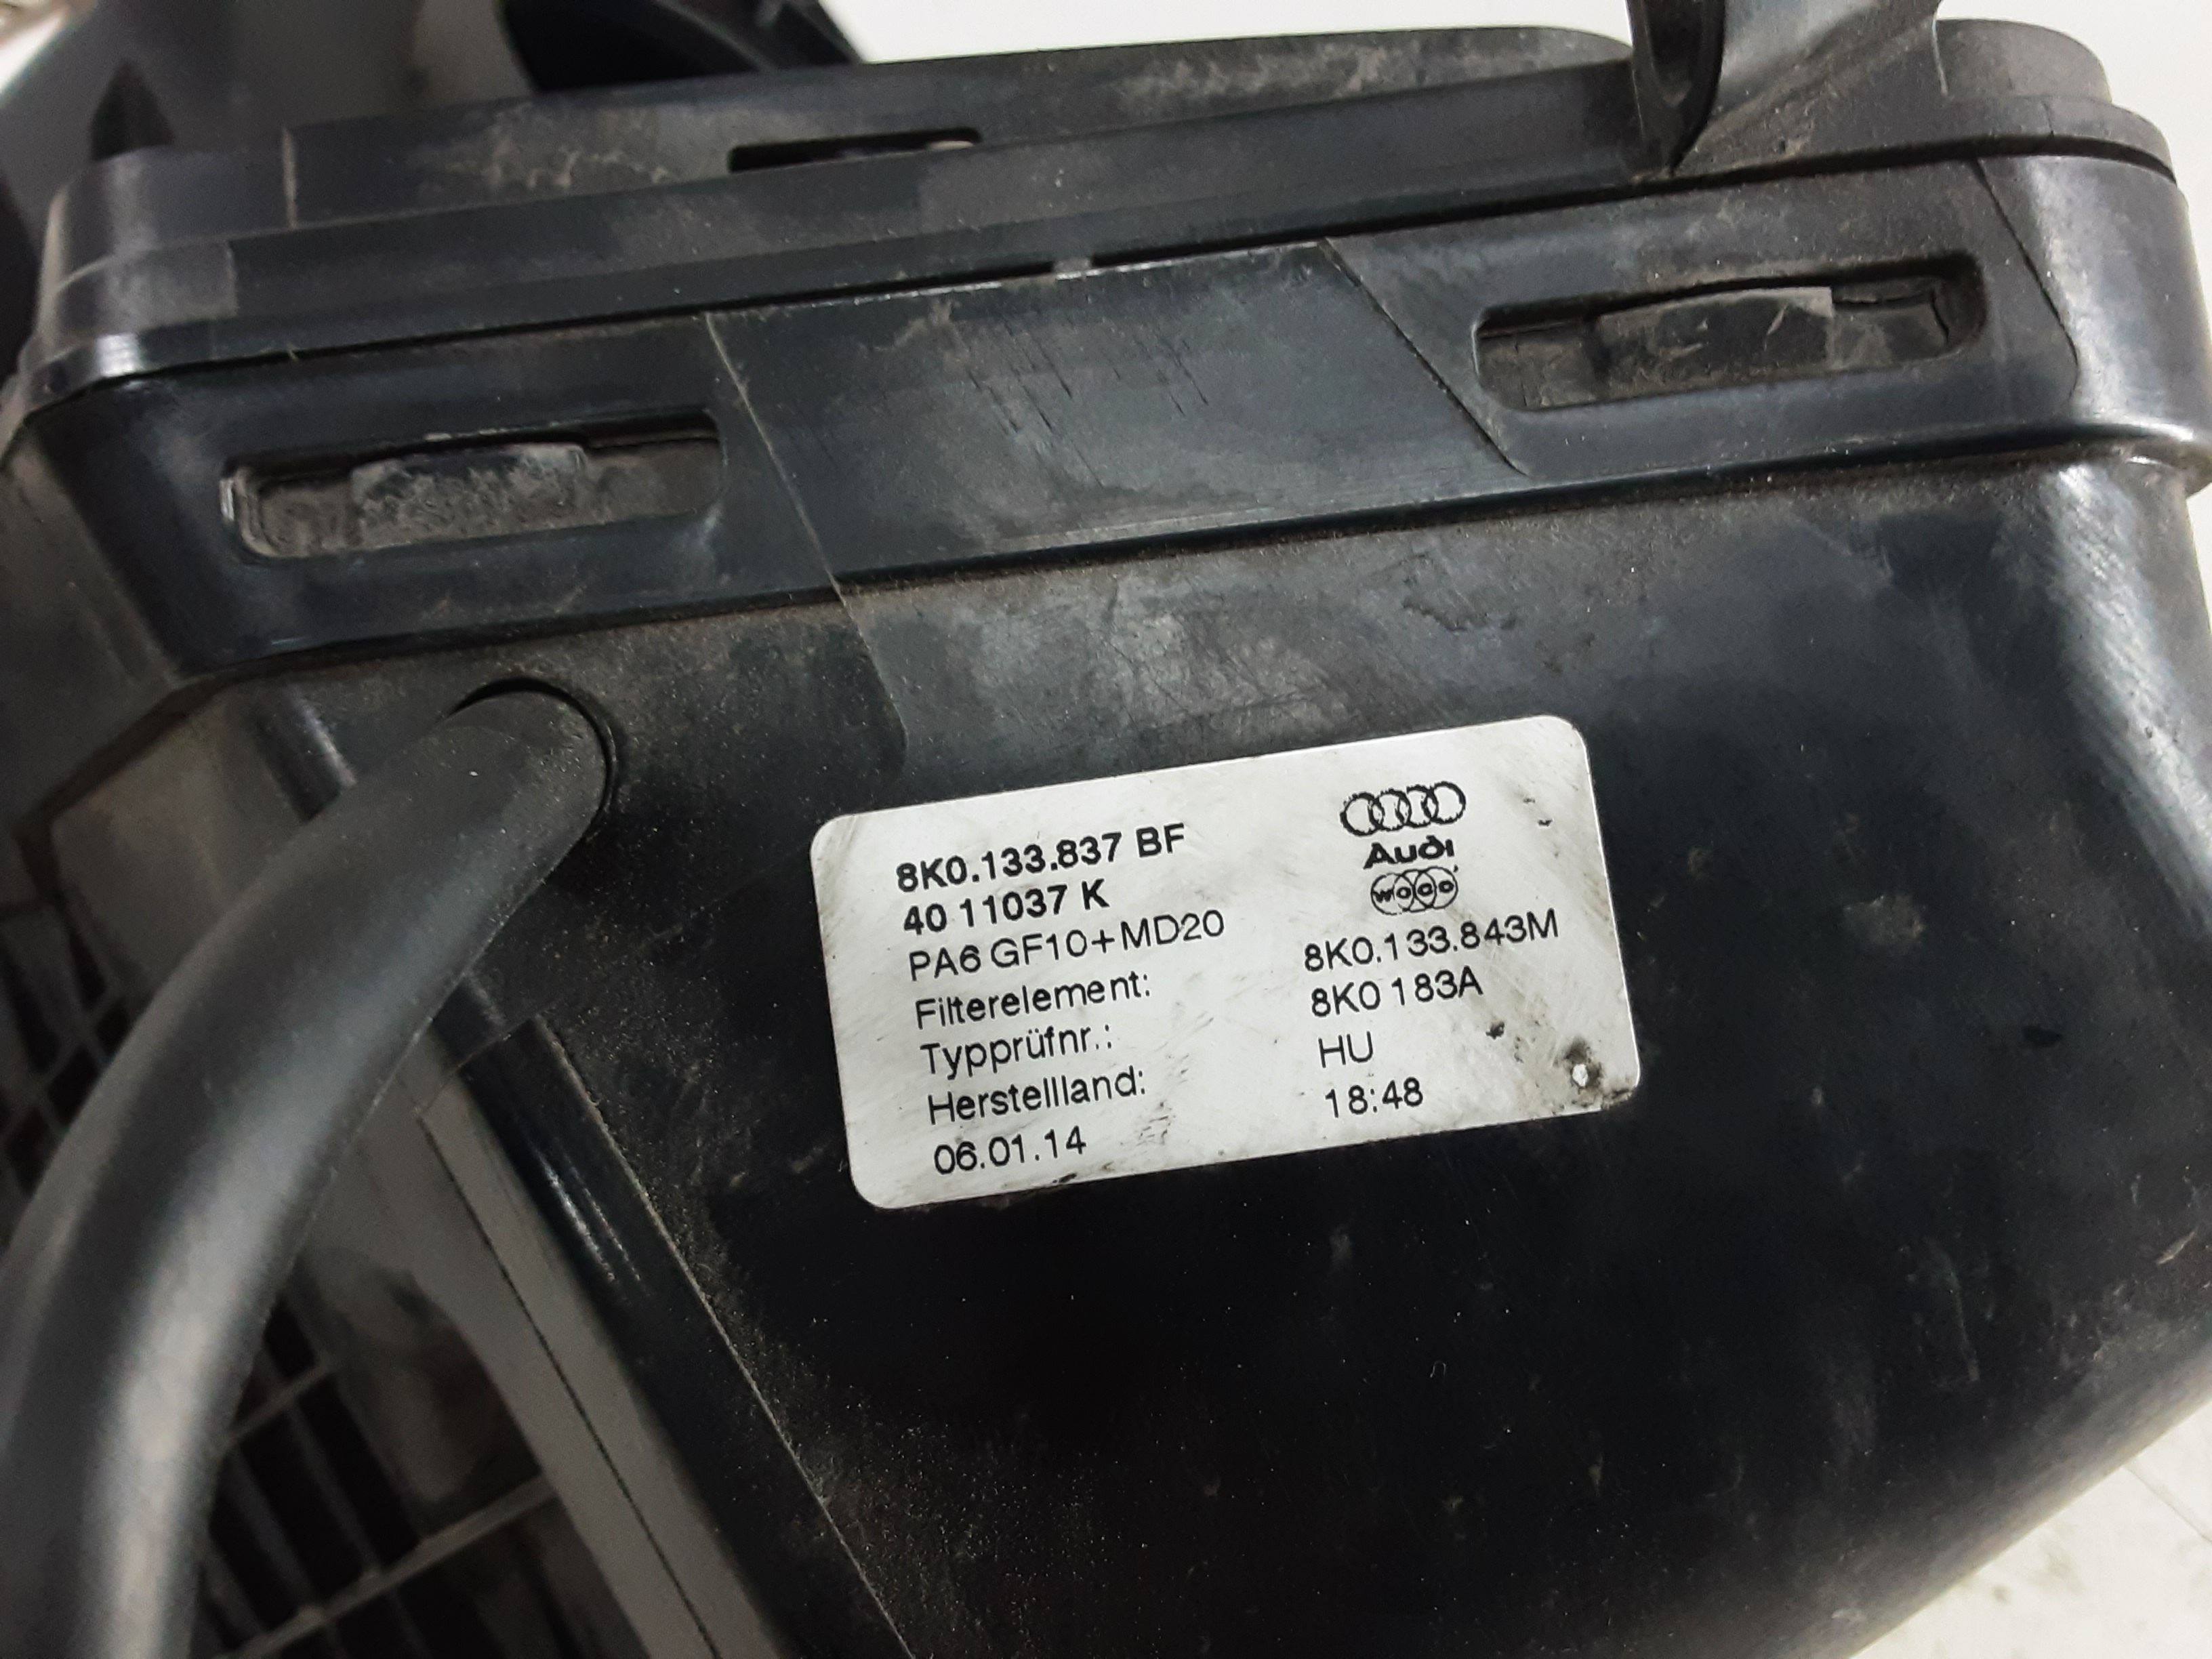 8K0.133.837 BF
40 11037 K
PA6 GF10+MD20
Filterelement:
Typprüfnr.:
Herstellland:
06.01.14
Audi
woco
8K0.133.843M
8K0 183A
HU
18:48